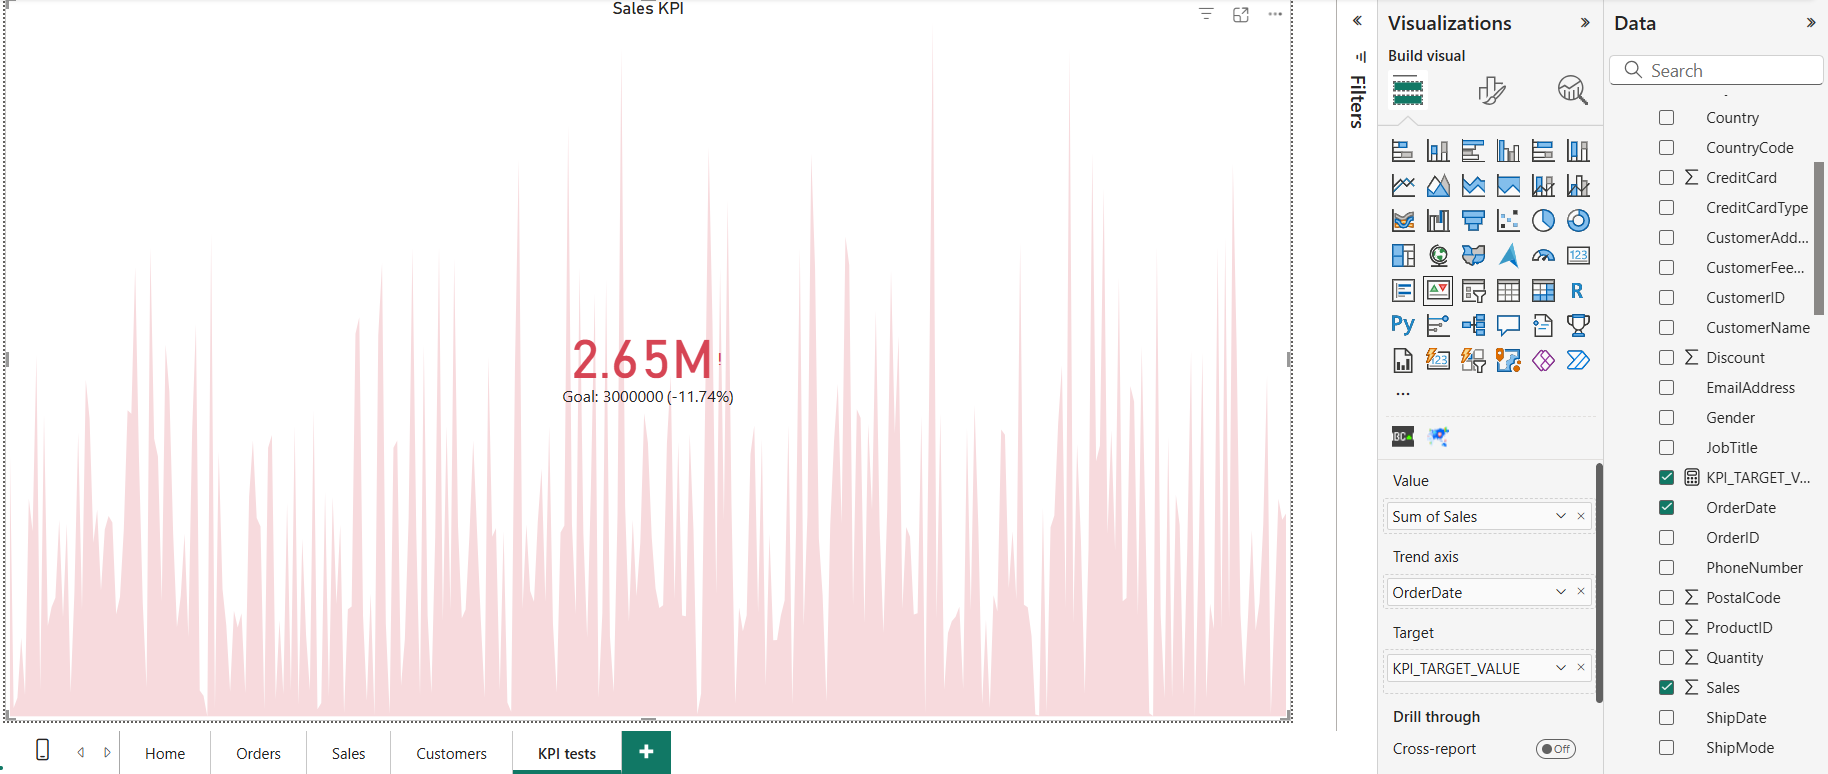 Sales KPI
2.65M!
Goal: 3000000 (-11.74%)
Home
Orders
Sales
Customers
KPI tests
+
Filters
Visualizations
Build visual
123
R
Py
123
...
Value
Sum of Sales
Trend axis
OrderDate
Target
KPI_TARGET_VALUE
Drill through
Cross-report
Off
Data
Search
Country
CountryCode
CreditCard
CreditCardType
CustomerAdd...
CustomerFee...
CustomerID
CustomerName
Discount
EmailAddress
Gender
JobTitle
KPI_TARGET_V...
OrderDate
OrderID
PhoneNumber
PostalCode
ProductID
Quantity
Sales
ShipDate
ShipMode